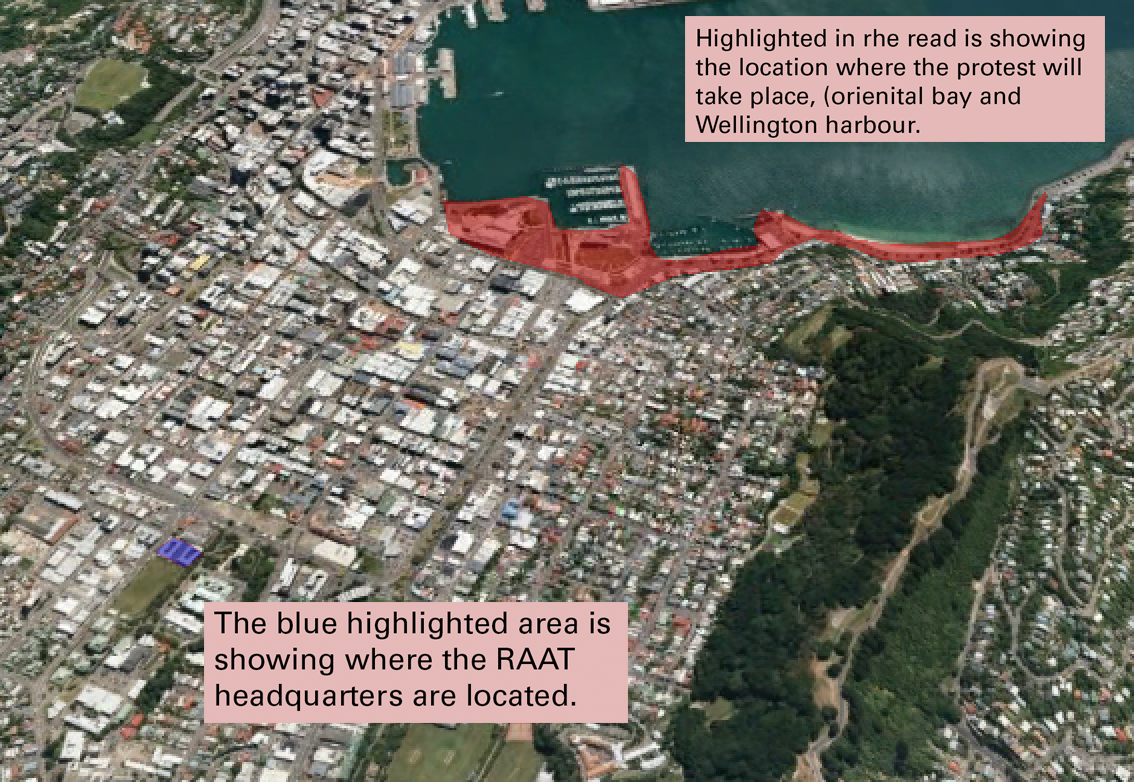 Highlighted in rhe read is showing
the location where the protest will
take place, (orienital bay and
Wellington harbour.
The blue highlighted area is
showing where the RAAT
headquarters are located.